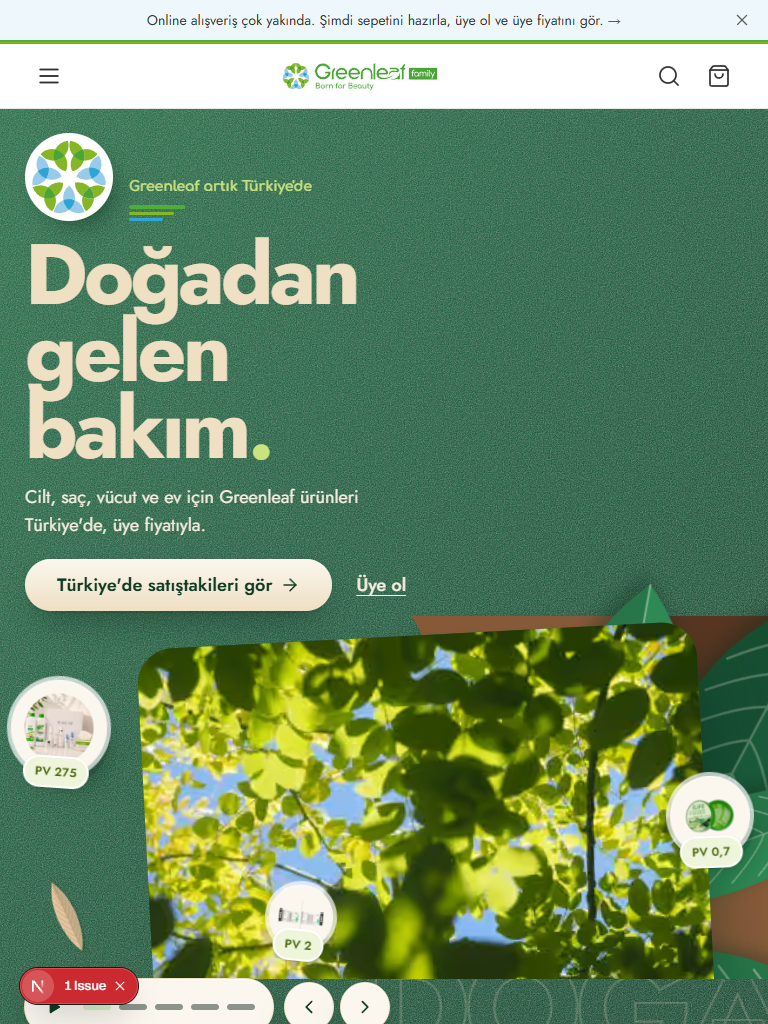 Online alışveriş çok yakında. Şimdi sepetini hazırla, üye ol ve üye fiyatını gör. →
Greenleaf family
Born for Beauty
Greenleaf artık Türkiye'de
Doğadan
gelen
bakım.
Cilt, saç, vücut ve ev için Greenleaf ürünleri
Türkiye'de, üye fiyatıyla.
Türkiye'de satıştakileri gör →
Üye ol
PV 275
PV 0,7
PV 2
N 1 Issue
DOĞA